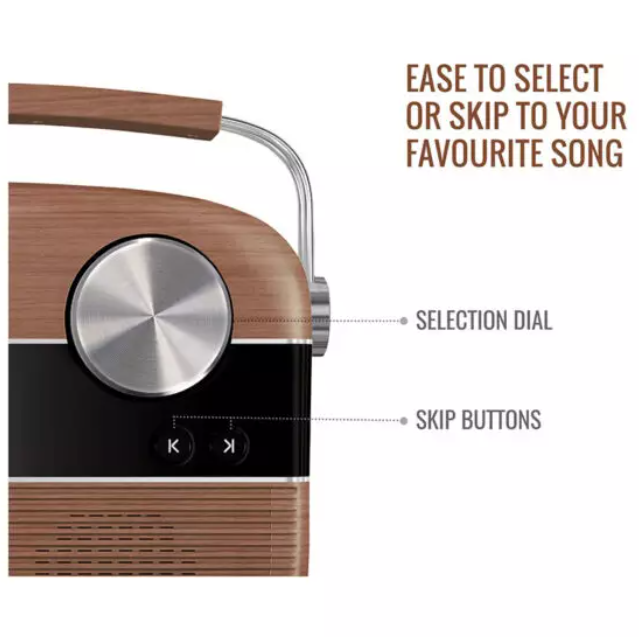 EASE TO SELECT
OR SKIP TO YOUR
FAVOURITE SONG
SELECTION DIAL
SKIP BUTTONS